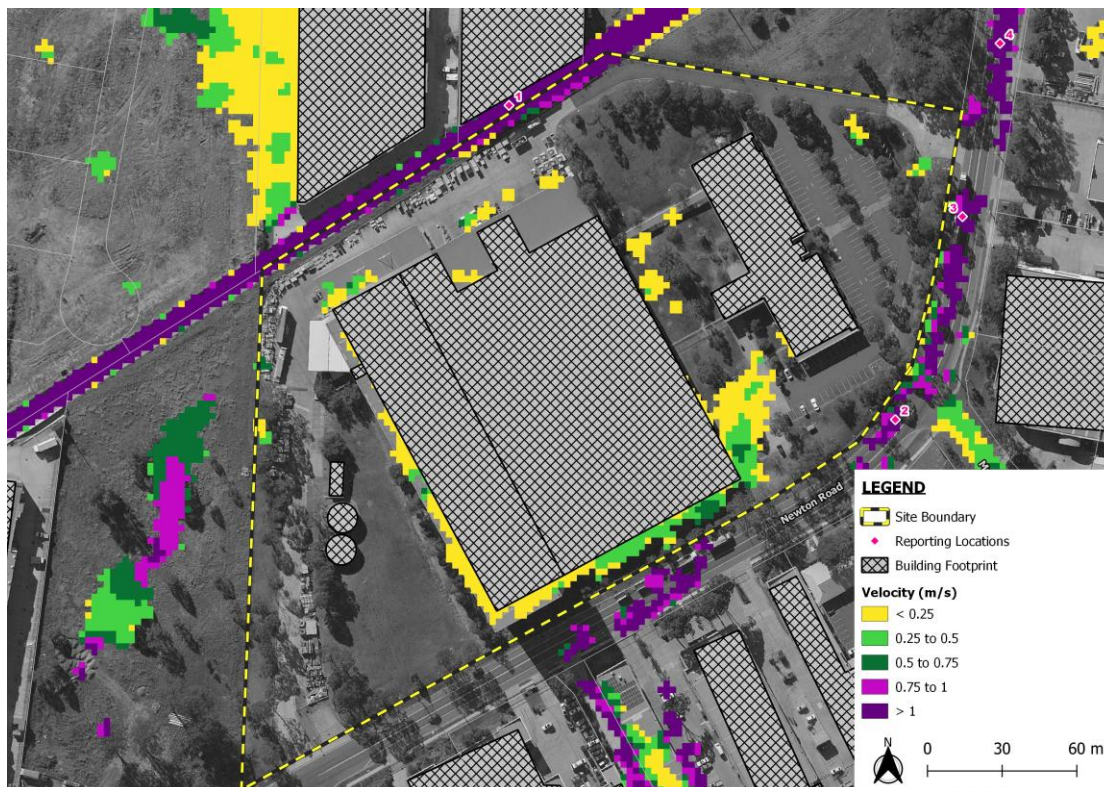 1
4
3
2
Newton Road
LEGEND
Site Boundary
Reporting Locations
Building Footprint
Velocity (m/s)
< 0.25
0.25 to 0.5
0.5 to 0.75
0.75 to 1
> 1
N
0 30 60 m